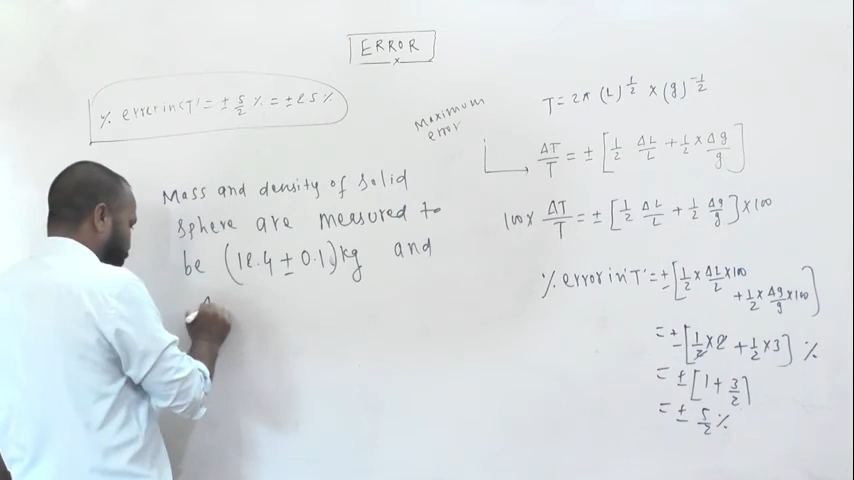 ERROR
% error in 'T' = ± 5/2 % = ± 2.5 %
Mass and density of solid
sphere are measured to
be (12.4 ± 0.1) kg and
Maximum
error
T = 2π (L)^1/2 × (g)^-1/2
ΔT/T = ± [1/2 ΔL/L + 1/2 × Δg/g]
100 × ΔT/T = ± [1/2 ΔL/L + 1/2 Δg/g] × 100
% error in 'T' = ± [1/2 × ΔL/L × 100
+ 1/2 × Δg/g × 100]
= ± [1/2 × 2 + 1/2 × 3] %
= ± [1 + 3/2]
= ± 5/2 %